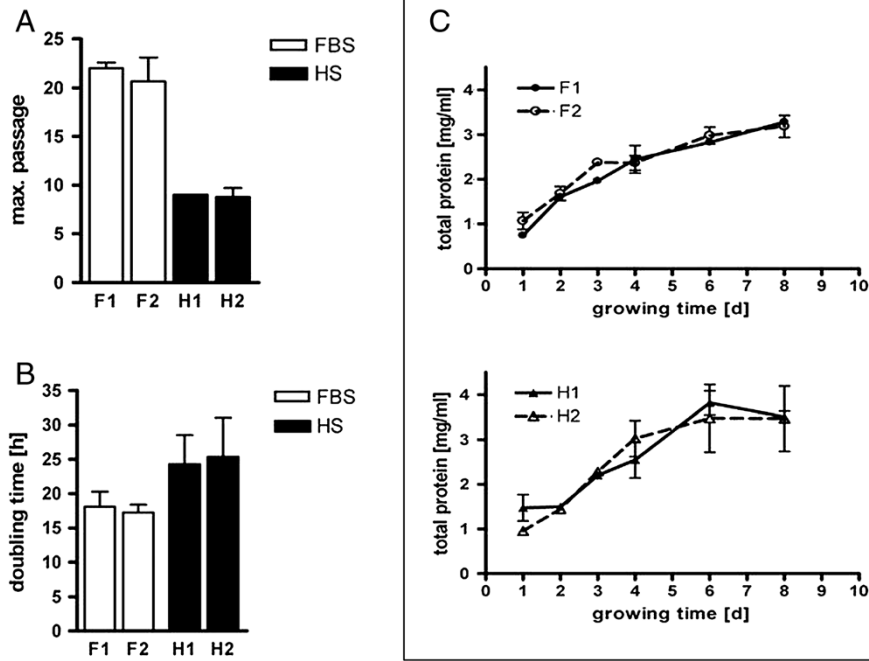 A
max. passage
25
20
15
10
5
0
F1 F2 H1 H2
FBS
HS
B
doubling time [h]
35
30
25
20
15
10
5
0
F1 F2 H1 H2
FBS
HS
C
total protein [mg/ml]
4
3
2
1
0
F1
F2
0 1 2 3 4 5 6 7 8 9 10
growing time [d]
total protein [mg/ml]
4
3
2
1
0
H1
H2
0 1 2 3 4 5 6 7 8 9 10
growing time [d]